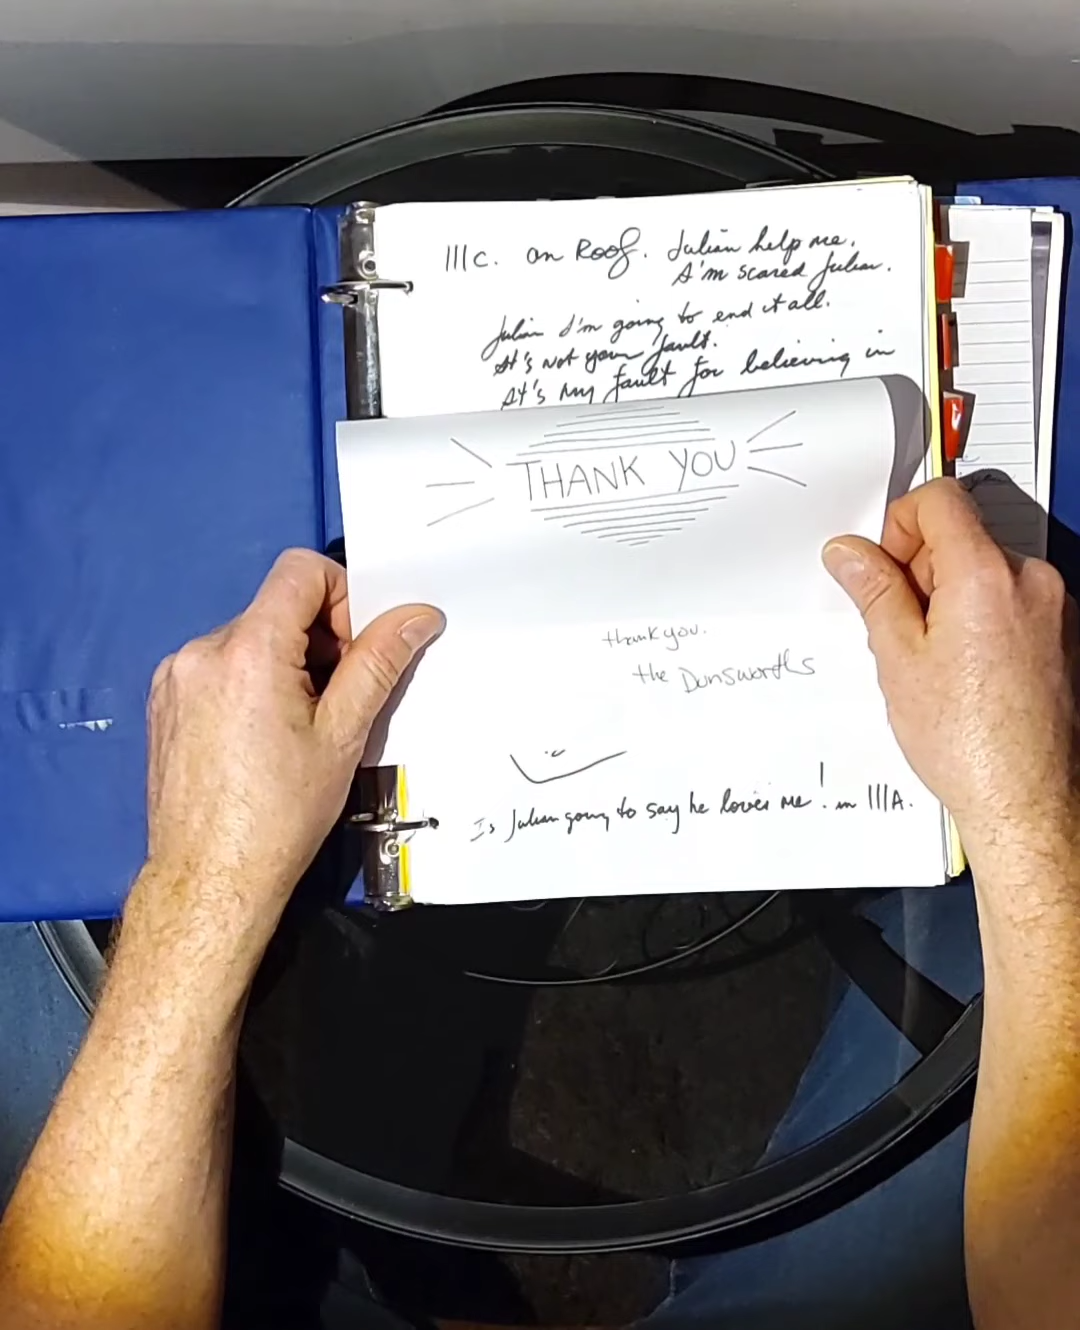 IIIC. on Roof. Julian help me.
I'm scared Julian.
Julian I'm going to end it all.
It's not your fault.
It's my fault for believing in
THANK YOU
thank you.
the Dunsworths
Is Julian going to say he loves me! in IIIA.